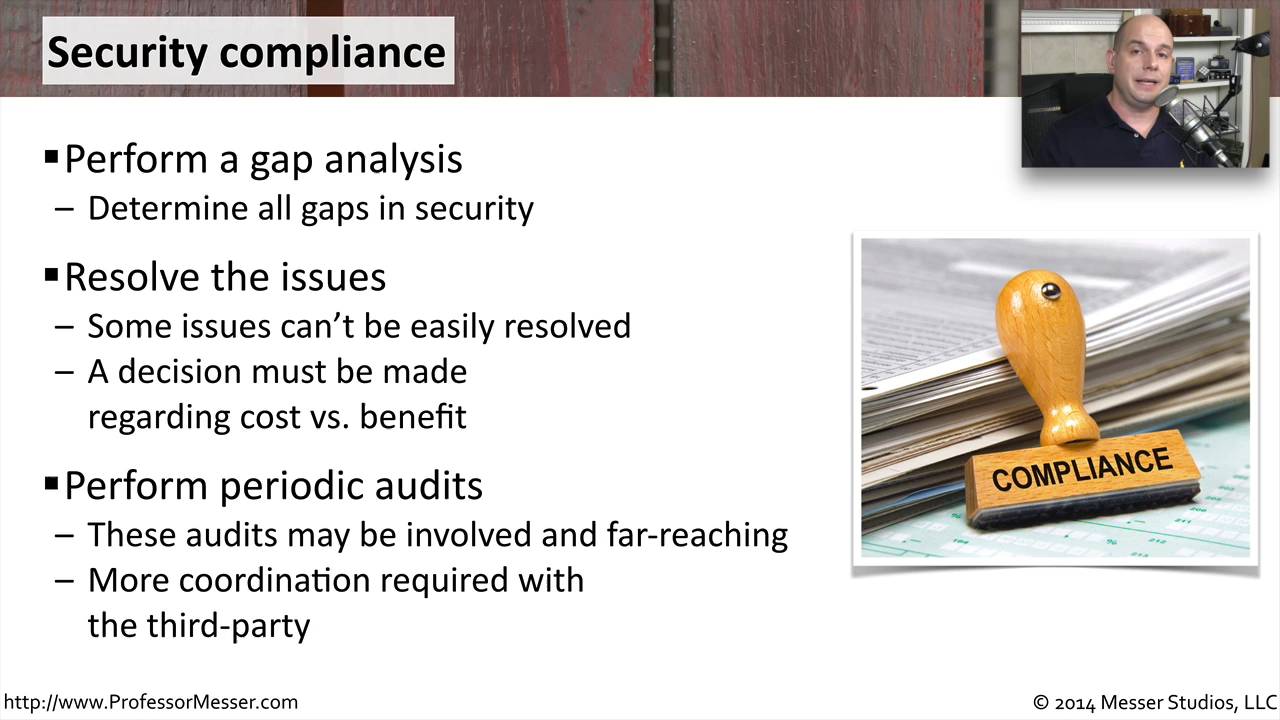 Security compliance
▪Perform a gap analysis
– Determine all gaps in security
▪Resolve the issues
– Some issues can’t be easily resolved
– A decision must be made
regarding cost vs. benefit
▪Perform periodic audits
– These audits may be involved and far-reaching
– More coordination required with
the third-party
COMPLIANCE
http://www.ProfessorMesser.com
© 2014 Messer Studios, LLC